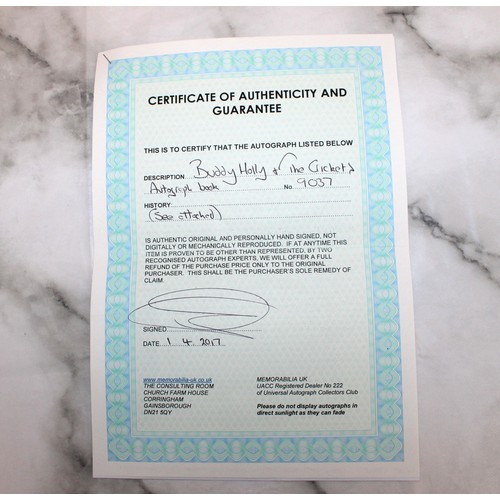 CERTIFICATE OF AUTHENTICITY AND
GUARANTEE
THIS IS TO CERTIFY THAT THE AUTOGRAPH LISTED BELOW
DESCRIPTION Buddy Holly & The Crickets
Autograph book No 9037
HISTORY:
(See attached)
IS AUTHENTIC ORIGINAL AND PERSONALLY HAND SIGNED, NOT
DIGITALLY OR MECHANICALLY REPRODUCED. IF AT ANYTIME THIS
ITEM IS PROVEN TO BE OTHER THAN REPRESENTED, BY TWO
RECOGNISED AUTOGRAPH EXPERTS, WE WILL OFFER A FULL
REFUND OF THE PURCHASE PRICE ONLY TO THE ORIGINAL
PURCHASER. THIS SHALL BE THE PURCHASER'S SOLE REMEDY OF
CLAIM.
SIGNED
DATE 1 4 2017
www.memorabilia-uk.co.uk
THE CONSULTING ROOM
CHURCH FARM HOUSE
CORRINGHAM
GAINSBOROUGH
DN21 5QY
MEMORABILIA UK
UACC Registered Dealer No 222
of Universal Autograph Collectors Club
Please do not display autographs in
direct sunlight as they can fade